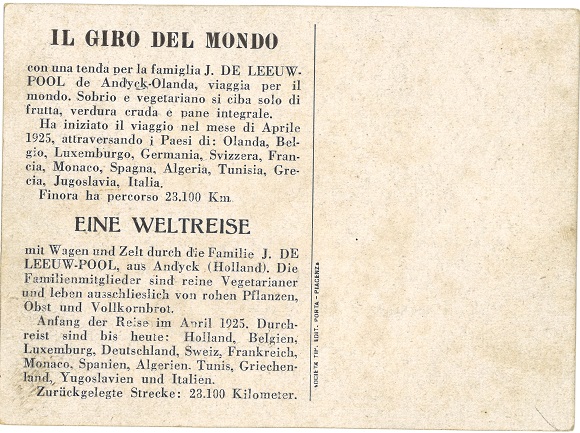 IL GIRO DEL MONDO
con una tenda per la famiglia J. DE LEEUW-
POOL de Andyck-Olanda, viaggia per il
mondo. Sobrio e vegetariano si ciba solo di
frutta, verdura cruda e pane integrale.
Ha iniziato il viaggio nel mese di Aprile
1925, attraversando i Paesi di: Olanda, Bel-
gio, Luxemburgo, Germania, Svizzera, Fran-
cia, Monaco, Spagna, Algeria, Tunisia, Gre-
cia, Jugoslavia, Italia.
Finora ha percorso 23.100 Km.
EINE WELTREISE
mit Wagen und Zelt durch die Familie J. DE
LEEUW-POOL, aus Andyck (Holland). Die
Familienmitglieder sind reine Vegetarianer
und leben ausschlieslich von rohen Pflanzen,
Obst und Vollkornbrot.
Anfang der Reise im April 1925. Durch-
reist sind bis heute: Holland, Belgien,
Luxemburg, Deutschland, Sweiz, Frankreich,
Monaco, Spanien, Algerien. Tunis, Griechen-
land, Yugoslavien und Italien.
Zurückgelegte Strecke: 23.100 Kilometer.
SOCIETÀ TIP. EDIT. PORTA - PIACENZA